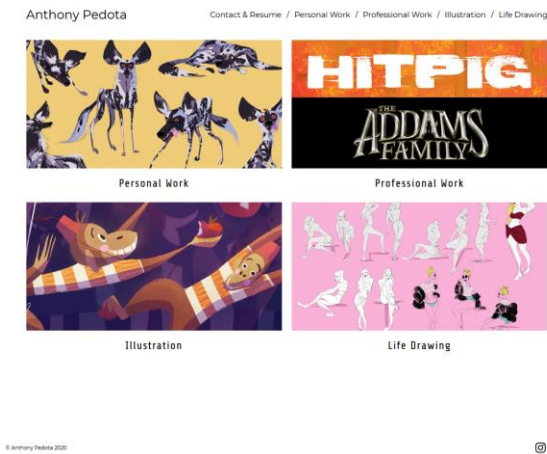 Anthony Pedota
Contact & Resume / Personal Work / Professional Work / Illustration / Life Drawing
HITPIG
THE
ADDAMS
FAMILY
Personal Work
Professional Work
Illustration
Life Drawing
© Anthony Pedota 2020